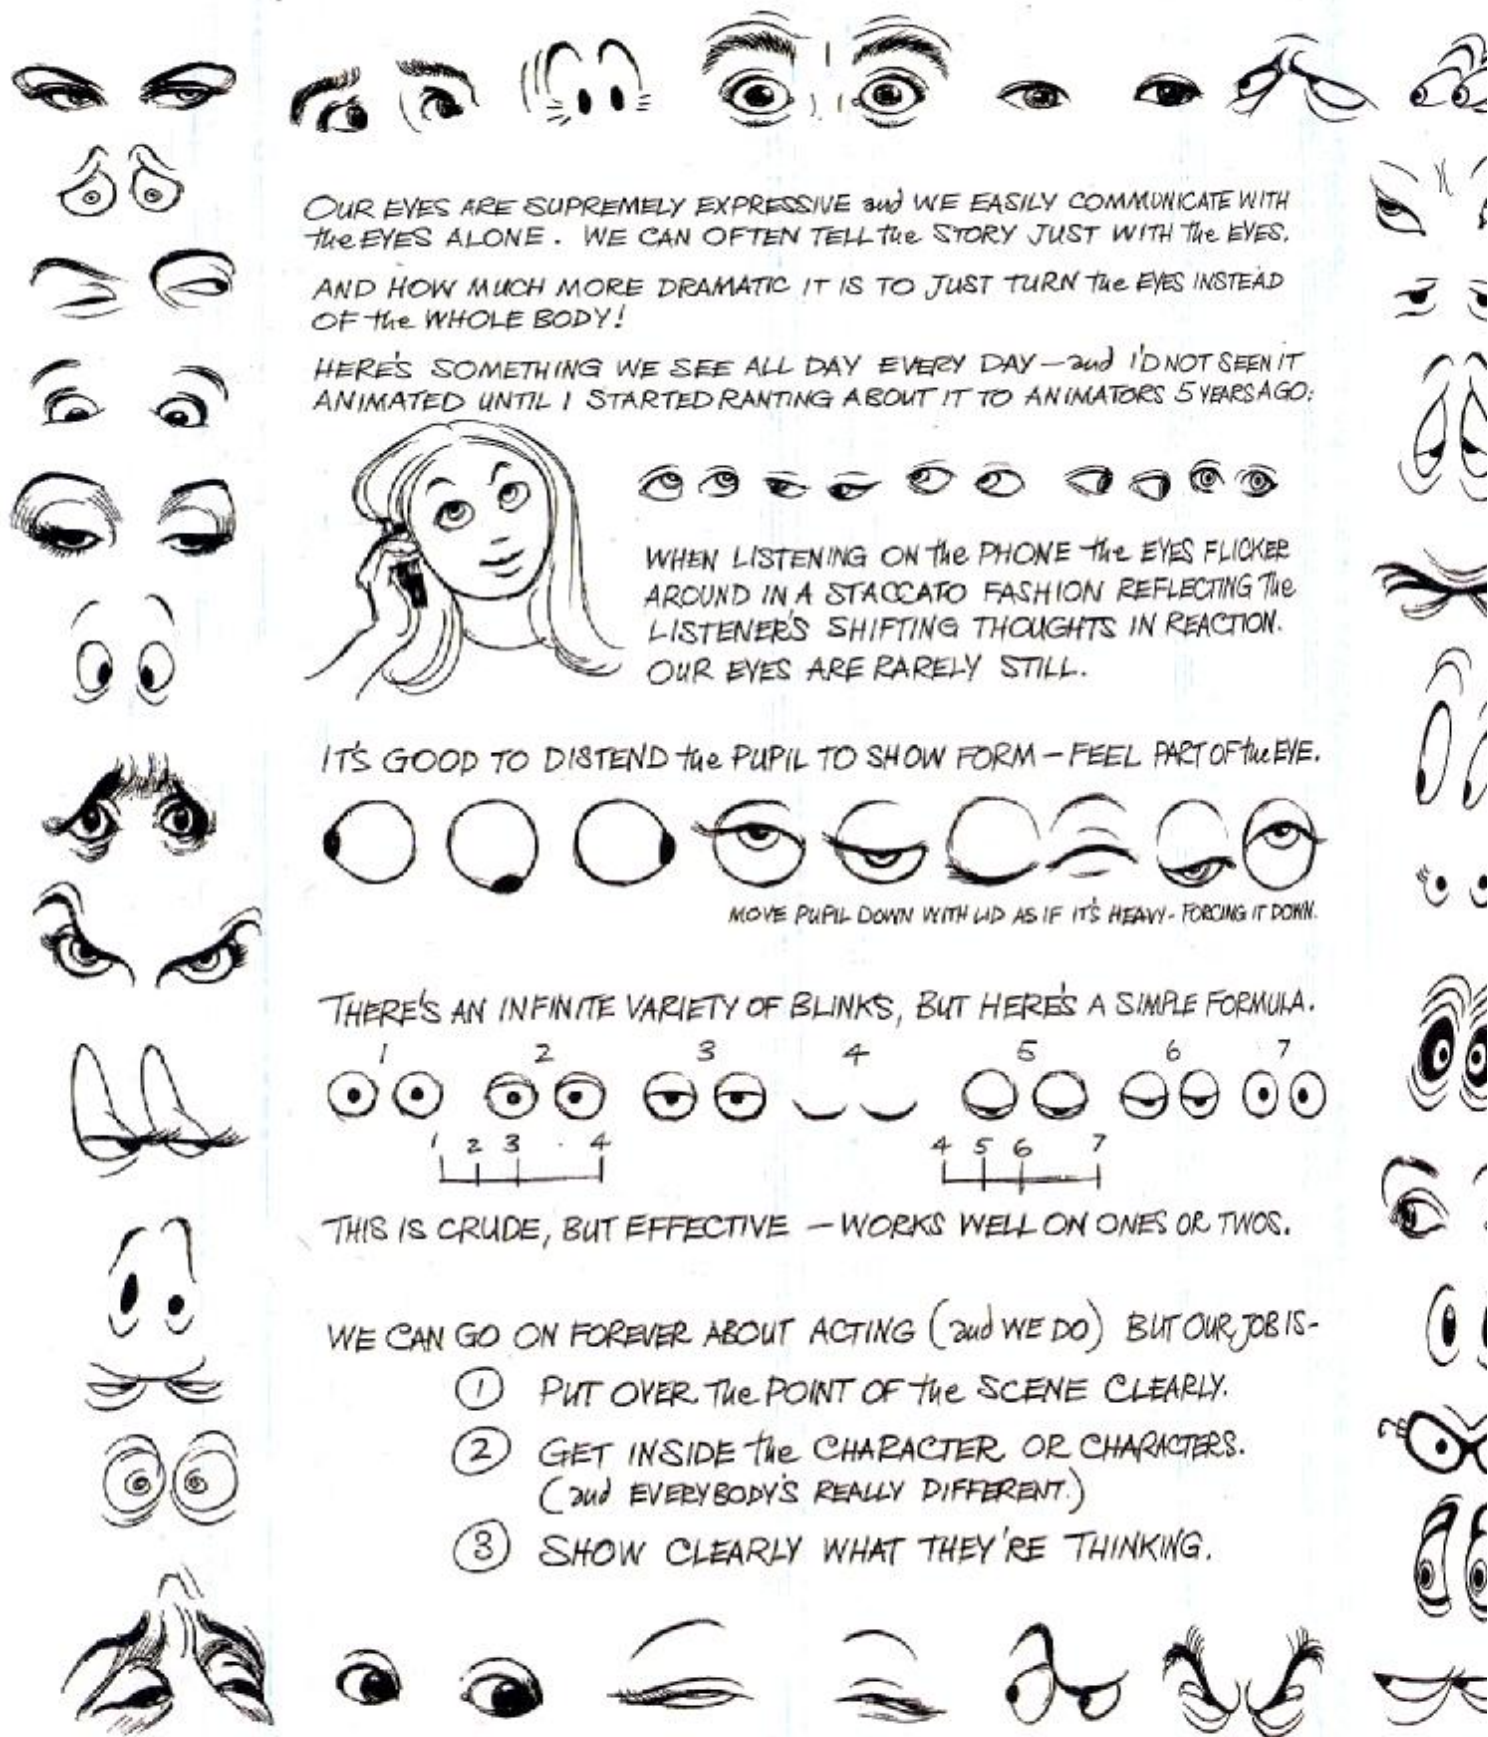 OUR EYES ARE SUPREMELY EXPRESSIVE and WE EASILY COMMUNICATE WITH
the EYES ALONE. WE CAN OFTEN TELL the STORY JUST WITH the EYES.
AND HOW MUCH MORE DRAMATIC IT IS TO JUST TURN the EYES INSTEAD
OF the WHOLE BODY!
HERE'S SOMETHING WE SEE ALL DAY EVERY DAY – and I'D NOT SEEN IT
ANIMATED UNTIL I STARTED RANTING ABOUT IT TO ANIMATORS 5 YEARS AGO:
WHEN LISTENING ON the PHONE the EYES FLICKER
AROUND IN A STACCATO FASHION REFLECTING the
LISTENER'S SHIFTING THOUGHTS IN REACTION.
OUR EYES ARE RARELY STILL.
IT'S GOOD TO DISTEND the PUPIL TO SHOW FORM – FEEL PART OF the EYE.
MOVE PUPIL DOWN WITH LID AS IF IT'S HEAVY - FORCING IT DOWN.
THERE'S AN INFINITE VARIETY OF BLINKS, BUT HERE'S A SIMPLE FORMULA.
1 2 3 4 5 6 7
1 2 3 . 4 4 5 6 7
THIS IS CRUDE, BUT EFFECTIVE – WORKS WELL ON ONES OR TWOS.
WE CAN GO ON FOREVER ABOUT ACTING (and WE DO) BUT OUR JOB IS-
1 PUT OVER the POINT OF the SCENE CLEARLY.
2 GET INSIDE the CHARACTER OR CHARACTERS.
(and EVERYBODY'S REALLY DIFFERENT.)
3 SHOW CLEARLY WHAT THEY'RE THINKING.